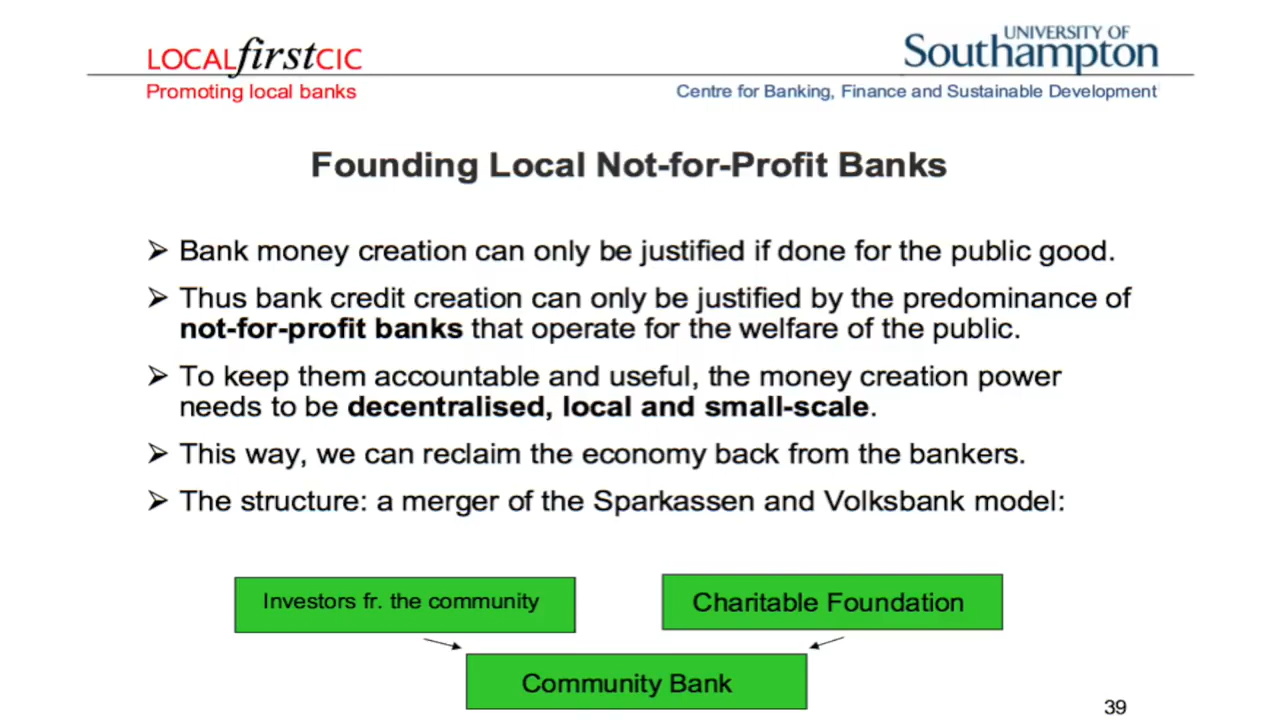 LOCALfirstCIC
UNIVERSITY OF
Southampton
Promoting local banks
Centre for Banking, Finance and Sustainable Development
Founding Local Not-for-Profit Banks
➢ Bank money creation can only be justified if done for the public good.
➢ Thus bank credit creation can only be justified by the predominance of
not-for-profit banks that operate for the welfare of the public.
➢ To keep them accountable and useful, the money creation power
needs to be decentralised, local and small-scale.
➢ This way, we can reclaim the economy back from the bankers.
➢ The structure: a merger of the Sparkassen and Volksbank model:
Investors fr. the community
Charitable Foundation
Community Bank
39